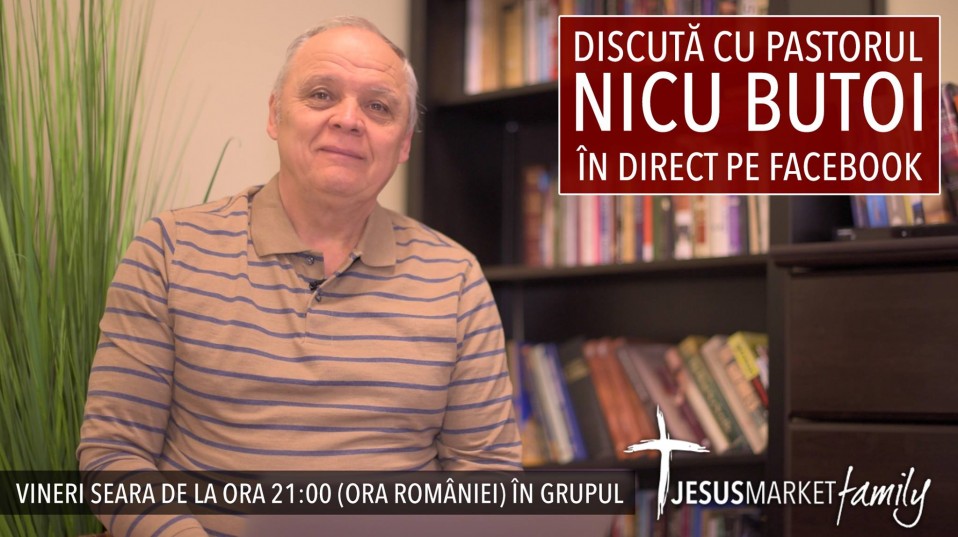 DISCUTĂ CU PASTORUL
NICU BUTOI
ÎN DIRECT PE FACEBOOK
VINERI SEARA DE LA ORA 21:00 (ORA ROMÂNIEI) ÎN GRUPUL
JESUSMARKET family